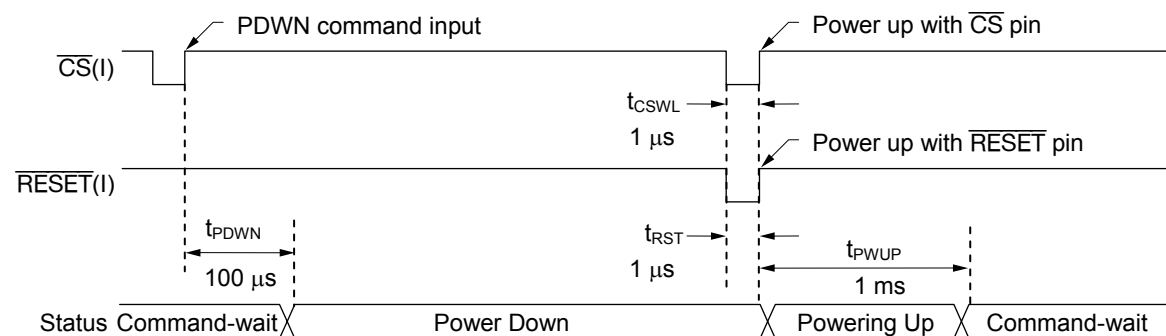 PDWN command input
Power up with CS pin
CS(I)
tCSWL
1 μs
Power up with RESET pin
RESET(I)
tPDWN
100 μs
tRST
1 μs
tPWUP
1 ms
Status Command-wait Power Down Powering Up Command-wait